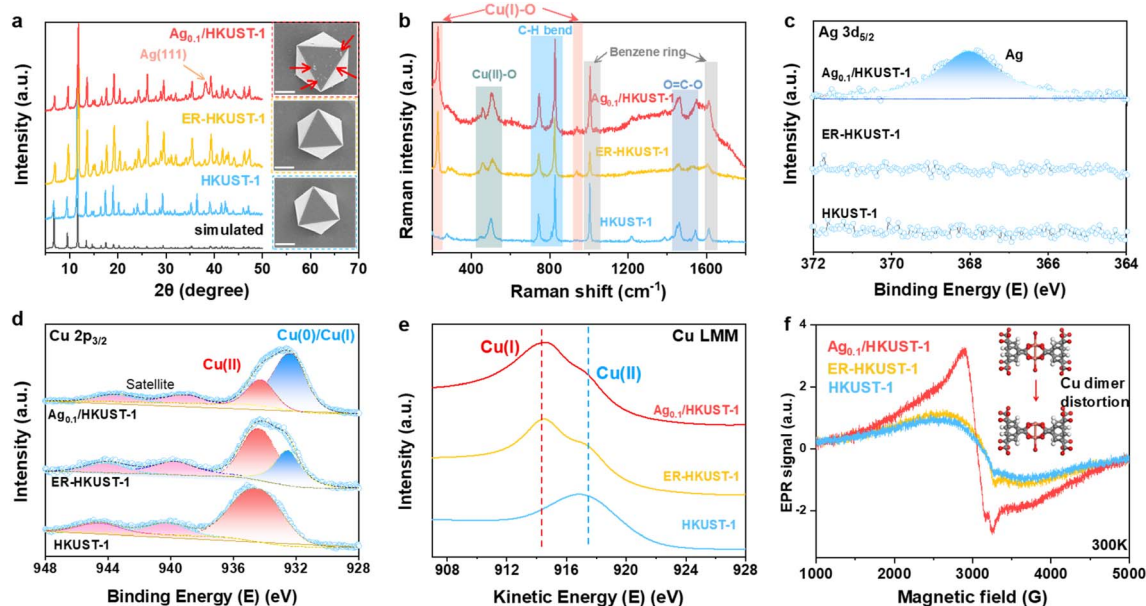 a
Intensity (a.u.)
Ag₀.₁/HKUST-1
Ag(111)
ER-HKUST-1
HKUST-1
simulated
10 20 30 40 50 60 70
2θ (degree)
b
Raman intensity (a.u.)
Cu(I)-O
C-H bend
Benzene ring
Cu(II)-O
O=C-O
Ag₀.₁/HKUST-1
ER-HKUST-1
HKUST-1
400 800 1200 1600
Raman shift (cm⁻¹)
c
Intensity (a.u.)
Ag 3d₅/₂
Ag
Ag₀.₁/HKUST-1
ER-HKUST-1
HKUST-1
372 370 368 366 364
Binding Energy (E) (eV)
d
Intensity (a.u.)
Cu 2p₃/₂
Cu(0)/Cu(I)
Cu(II)
Satellite
Ag₀.₁/HKUST-1
ER-HKUST-1
HKUST-1
948 944 940 936 932 928
Binding Energy (E) (eV)
e
Intensity (a.u.)
Cu LMM
Cu(I)
Cu(II)
Ag₀.₁/HKUST-1
ER-HKUST-1
HKUST-1
908 912 916 920 924 928
Kinetic Energy (E) (eV)
f
EPR signal (a.u.)
Ag₀.₁/HKUST-1
ER-HKUST-1
HKUST-1
Cu dimer
distortion
4
2
0
-2
300K
1000 2000 3000 4000 5000
Magnetic field (G)